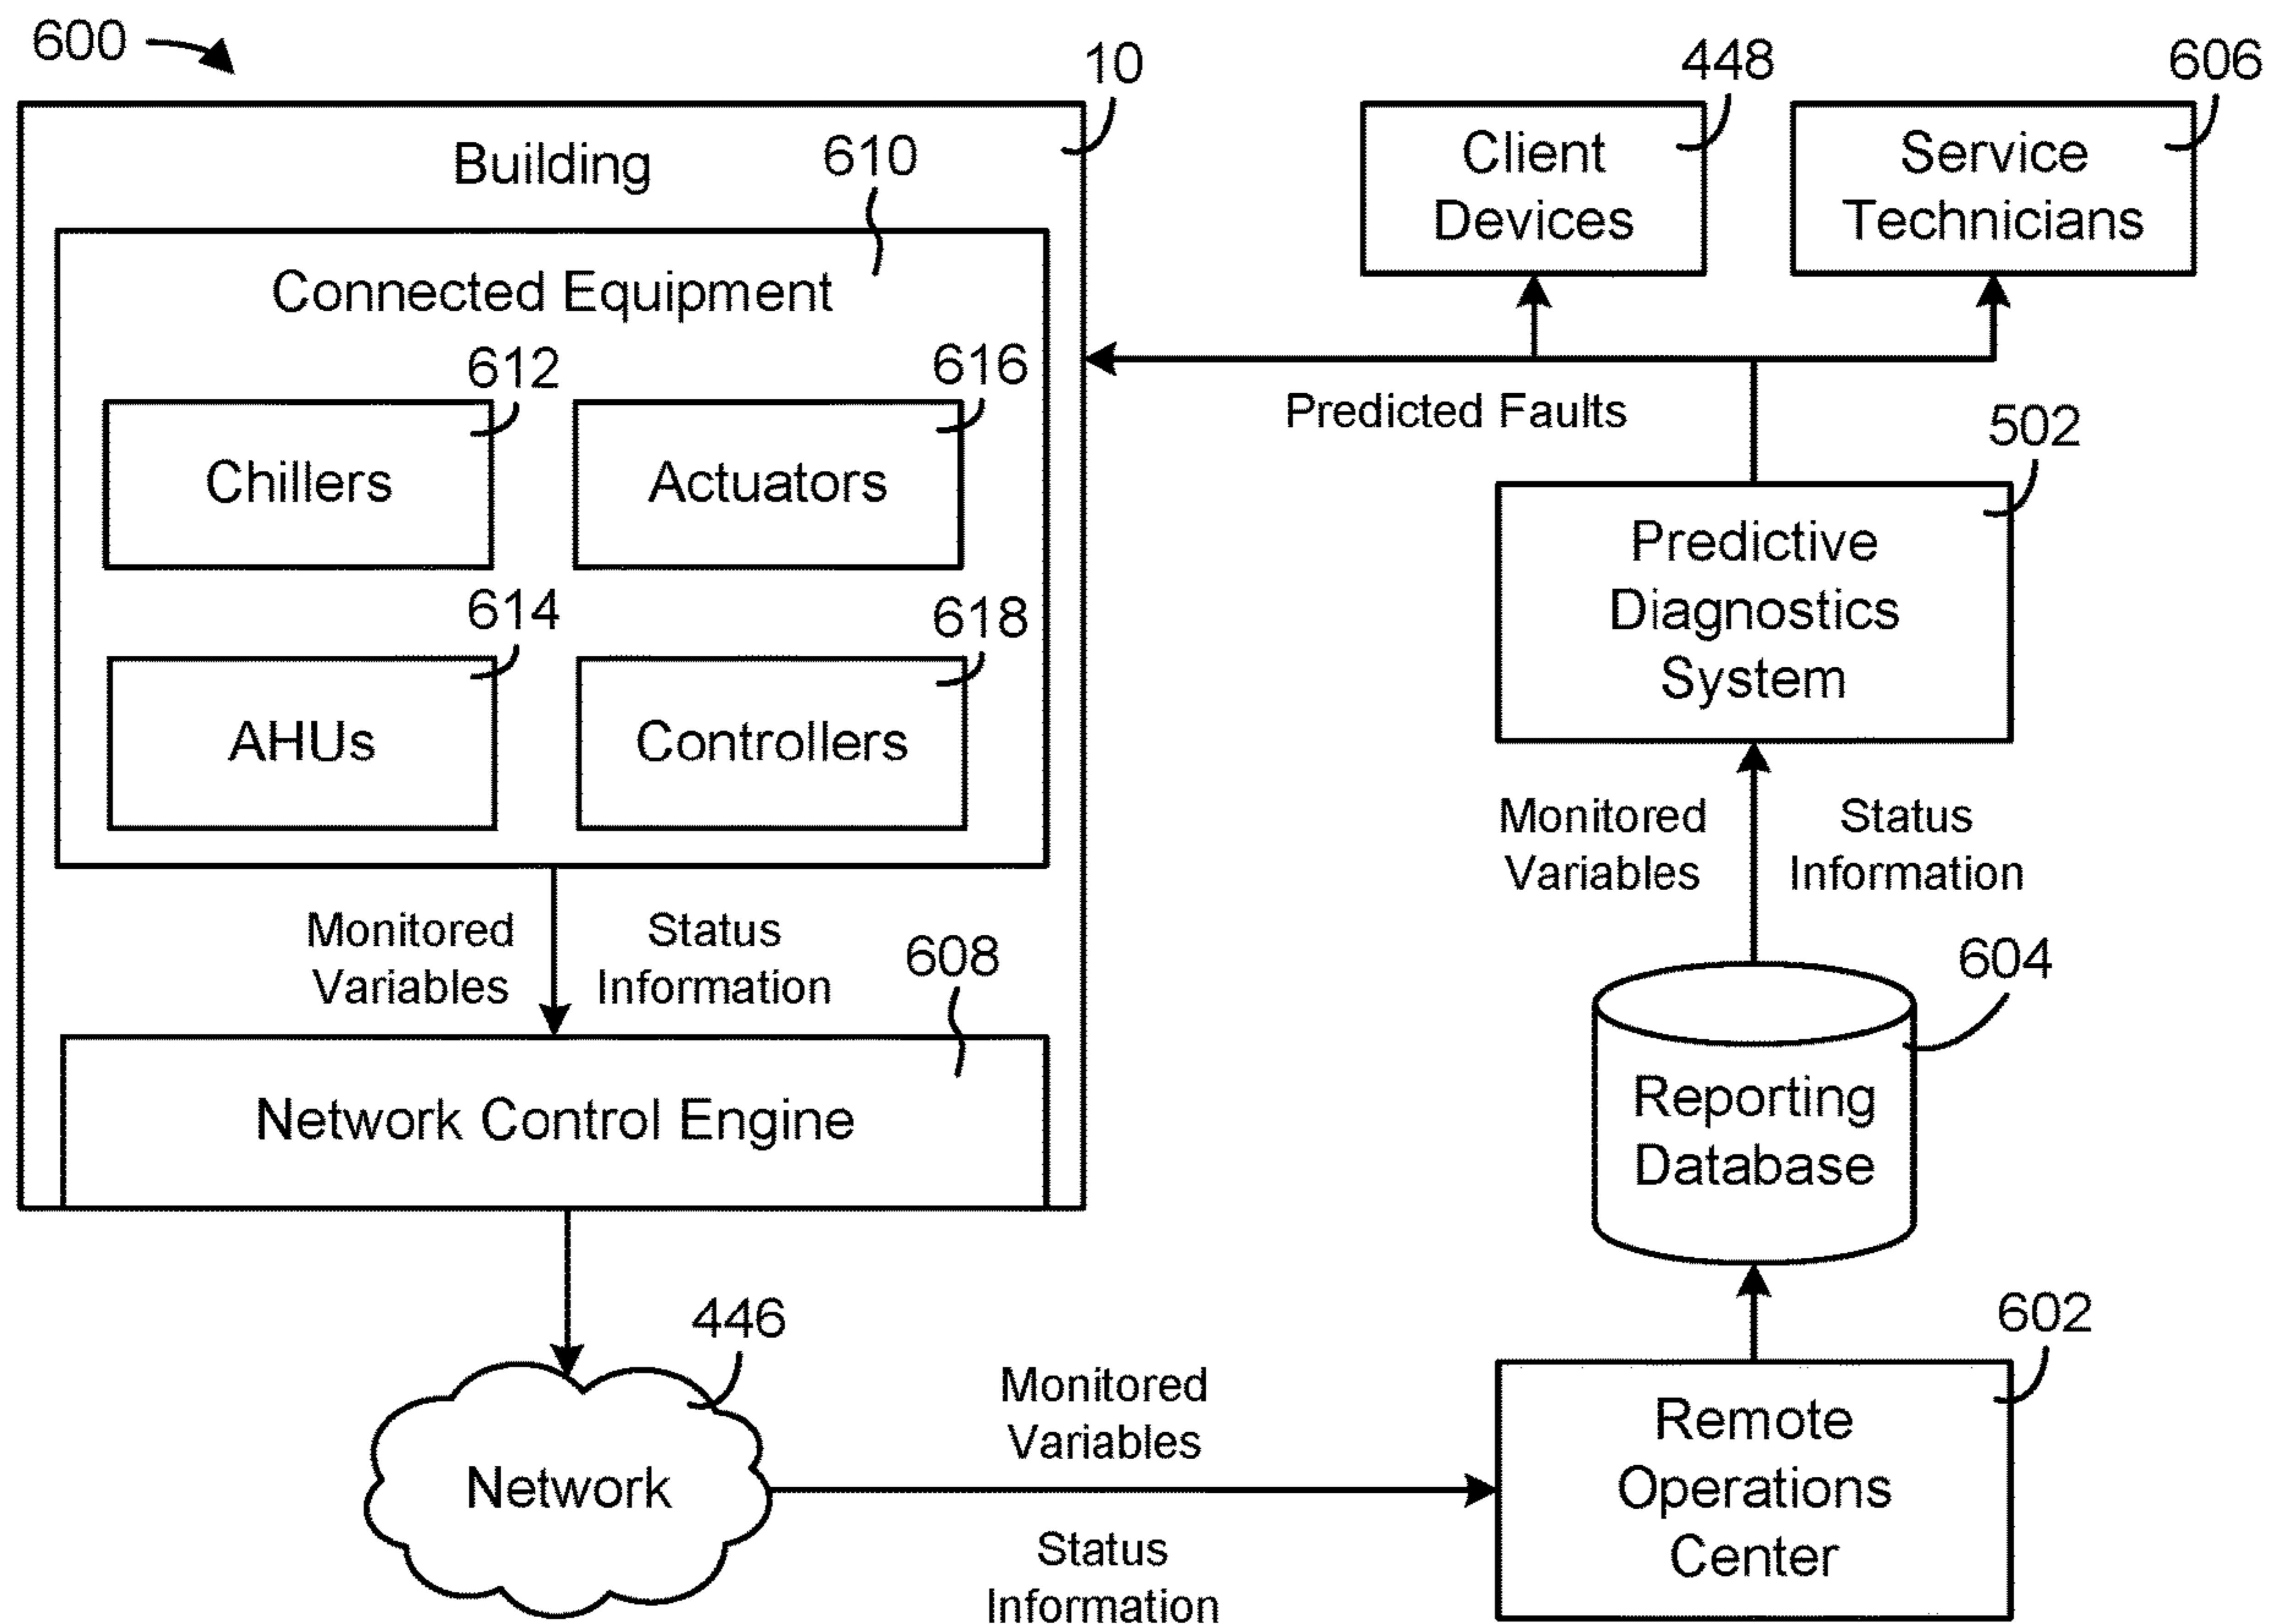 600
10
Building
610
Connected Equipment
612
Chillers
616
Actuators
614
AHUs
618
Controllers
Monitored
Variables
Status
Information
608
Network Control Engine
446
Network
Monitored
Variables
Status
Information
602
Remote
Operations
Center
604
Reporting
Database
Monitored
Variables
Status
Information
502
Predictive
Diagnostics
System
Predicted Faults
448
Client
Devices
606
Service
Technicians